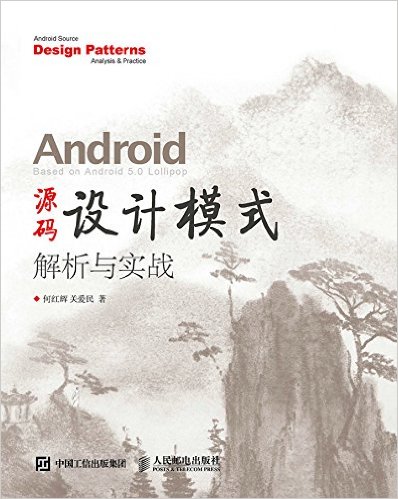 Android Source
Design Patterns
Analysis & Practice
Android
Based on Android 5.0 Lollipop
源码 设计模式
解析与实战
何红辉 关爱民 著
中国工信出版集团
人民邮电出版社
POSTS & TELECOM PRESS